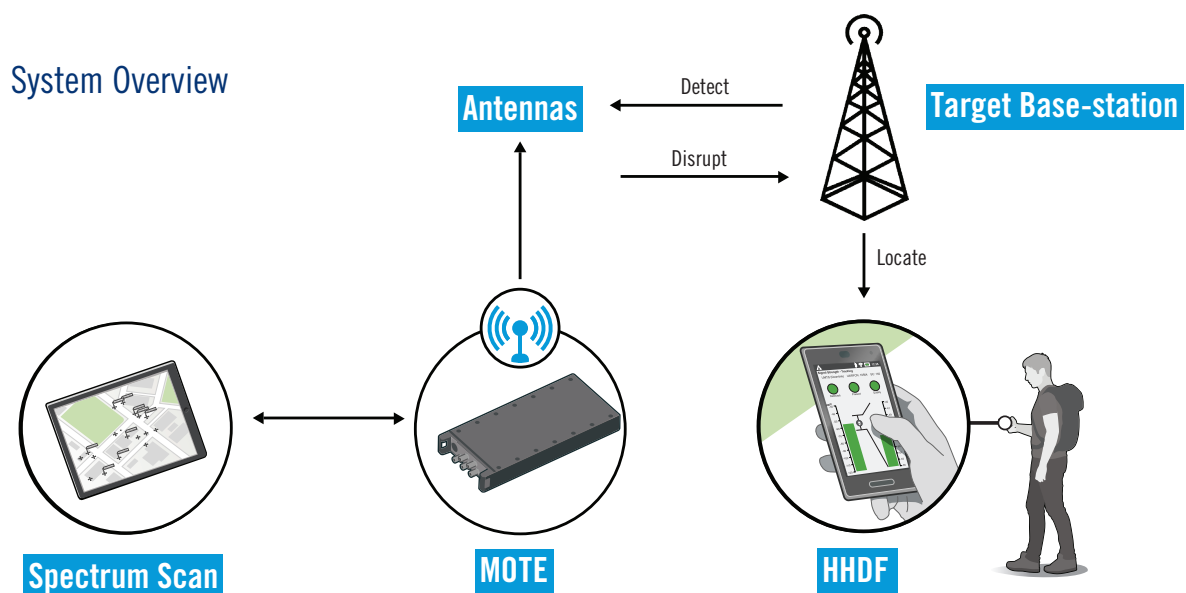 System Overview
Antennas
Detect
Target Base-station
Disrupt
Locate
Spectrum Scan
MOTE
HHDF